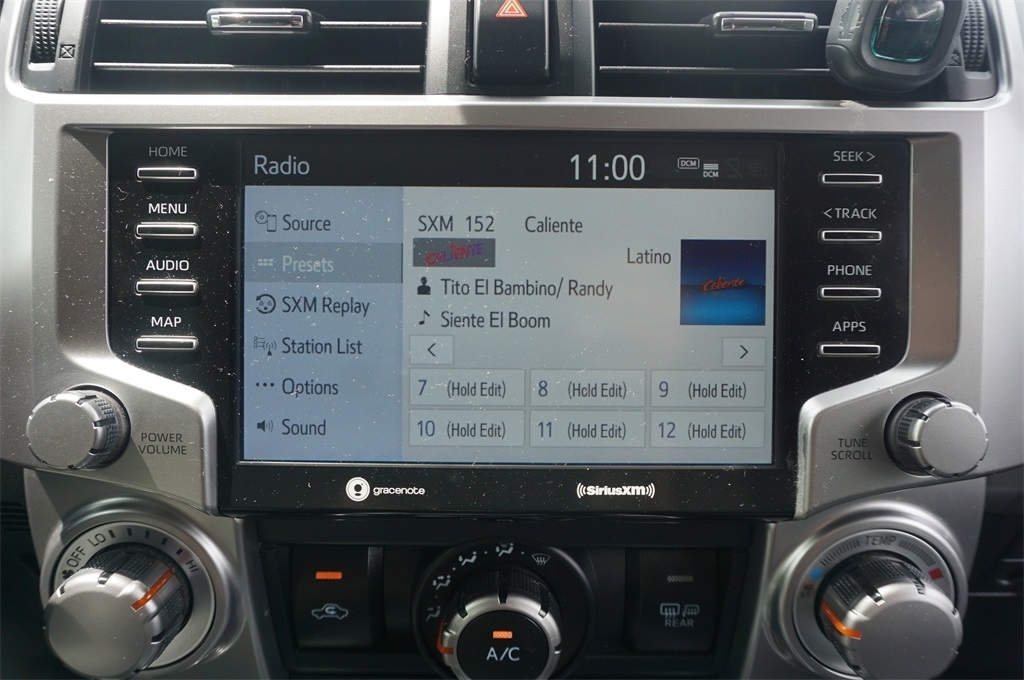 HOME
MENU
AUDIO
MAP
POWER
VOLUME
Radio
11:00
DCM
DCM
Source
Presets
SXM Replay
Station List
Options
Sound
SXM 152 Caliente
CALIENTE
Latino
Caliente
Tito El Bambino/ Randy
Siente El Boom
< >
7 (Hold Edit) 8 (Hold Edit) 9 (Hold Edit)
10 (Hold Edit) 11 (Hold Edit) 12 (Hold Edit)
gracenote
((SiriusXM))
SEEK >
< TRACK
PHONE
APPS
TUNE
SCROLL
OFF LO HI
A/C
REAR
TEMP